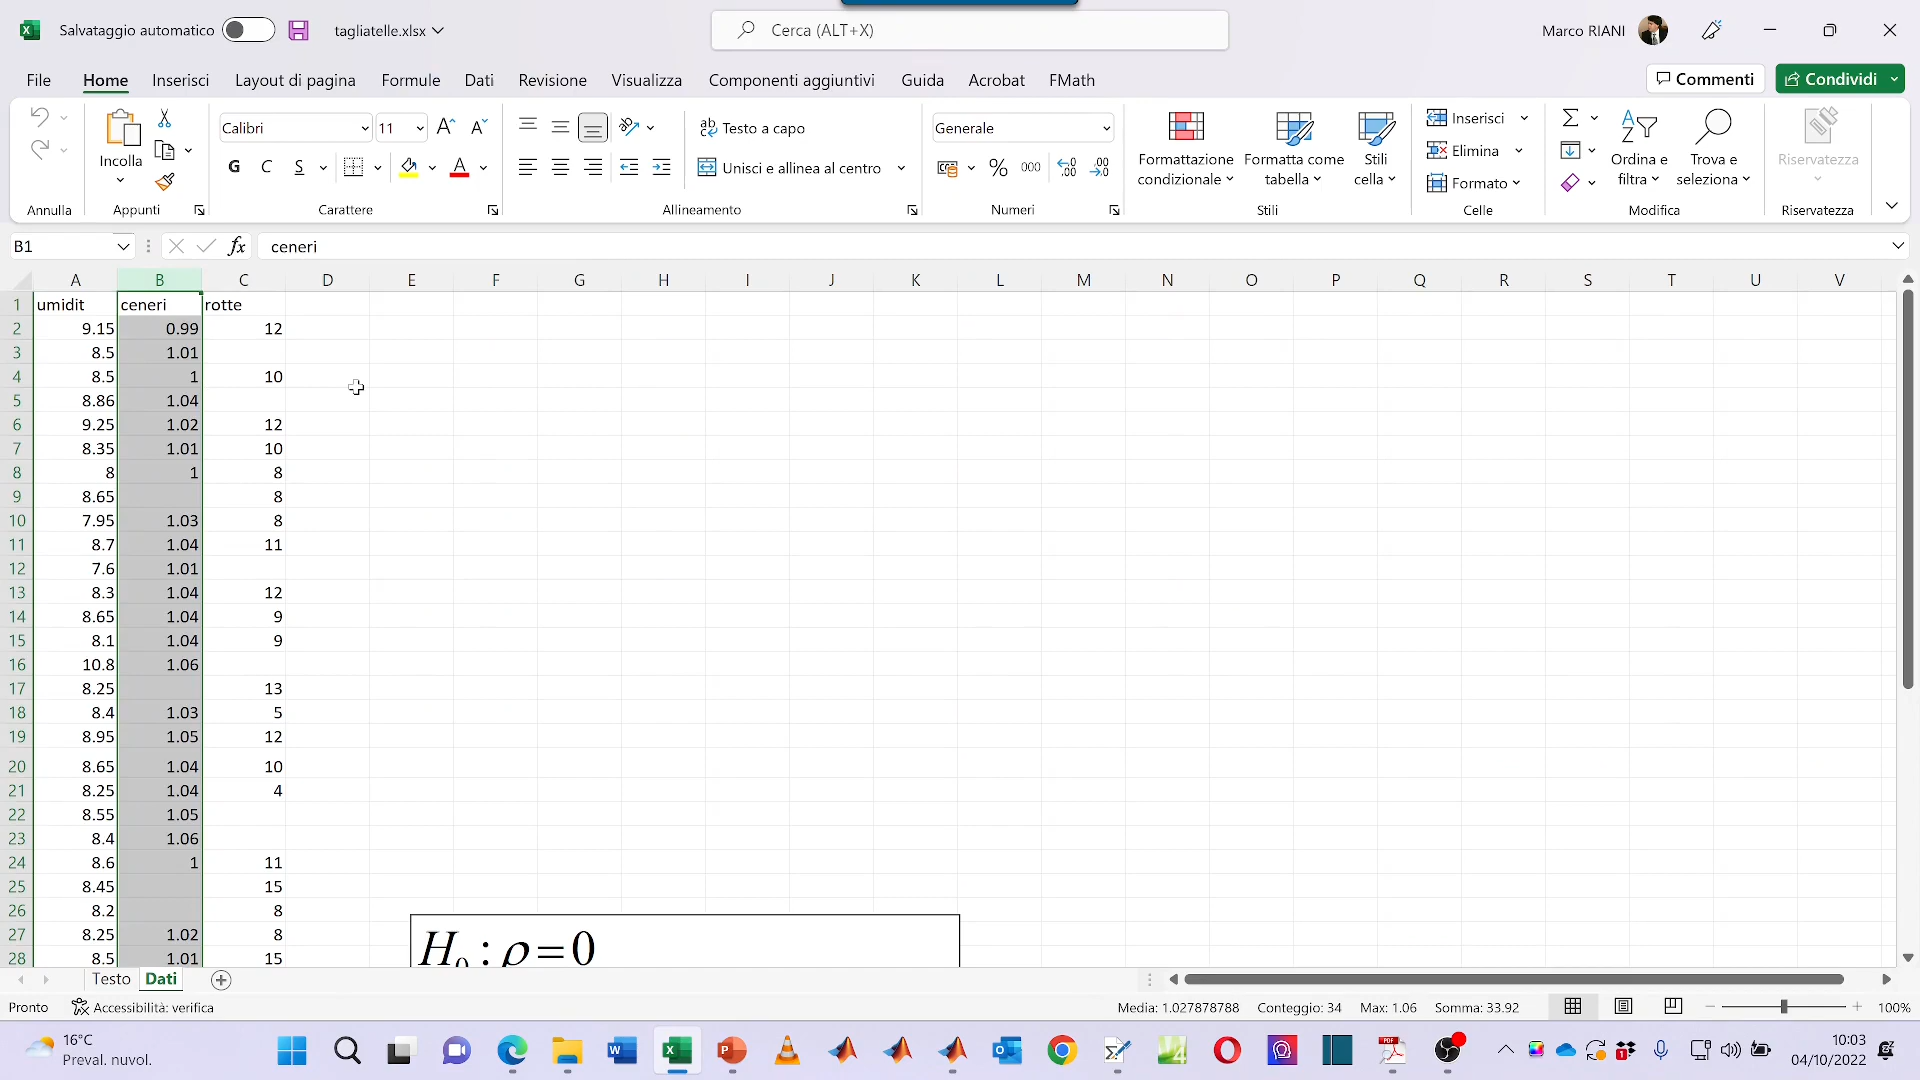 Salvataggio automatico tagliatelle.xlsx Cerca (ALT+X) Marco RIANI
File Home Inserisci Layout di pagina Formule Dati Revisione Visualizza Componenti aggiuntivi Guida Acrobat FMath Commenti Condividi
Calibri 11 Testo a capo Generale Inserisci
Incolla G C S Unisci e allinea al centro % 000 Formattazione condizionale Formatta come tabella Stili cella Elimina Ordina e filtra Trova e seleziona Riservatezza
Formato
Annulla Appunti Carattere Allineamento Numeri Stili Celle Modifica Riservatezza
B1 fx ceneri
A B C D E F G H I J K L M N O P Q R S T U V
1 umidit ceneri rotte
2 9.15 0.99 12
3 8.5 1.01
4 8.5 1 10
5 8.86 1.04
6 9.25 1.02 12
7 8.35 1.01 10
8 8 1 8
9 8.65 8
10 7.95 1.03 8
11 8.7 1.04 11
12 7.6 1.01
13 8.3 1.04 12
14 8.65 1.04 9
15 8.1 1.04 9
16 10.8 1.06
17 8.25 13
18 8.4 1.03 5
19 8.95 1.05 12
20 8.65 1.04 10
21 8.25 1.04 4
22 8.55 1.05
23 8.4 1.06
24 8.6 1 11
25 8.45 15
26 8.2 8
27 8.25 1.02 8
28 8.5 1.01 15
H₀ : ρ = 0
Testo Dati
Pronto Accessibilità: verifica Media: 1.027878788 Conteggio: 34 Max: 1.06 Somma: 33.92 100%
16°C
Preval. nuvol.
10:03
04/10/2022